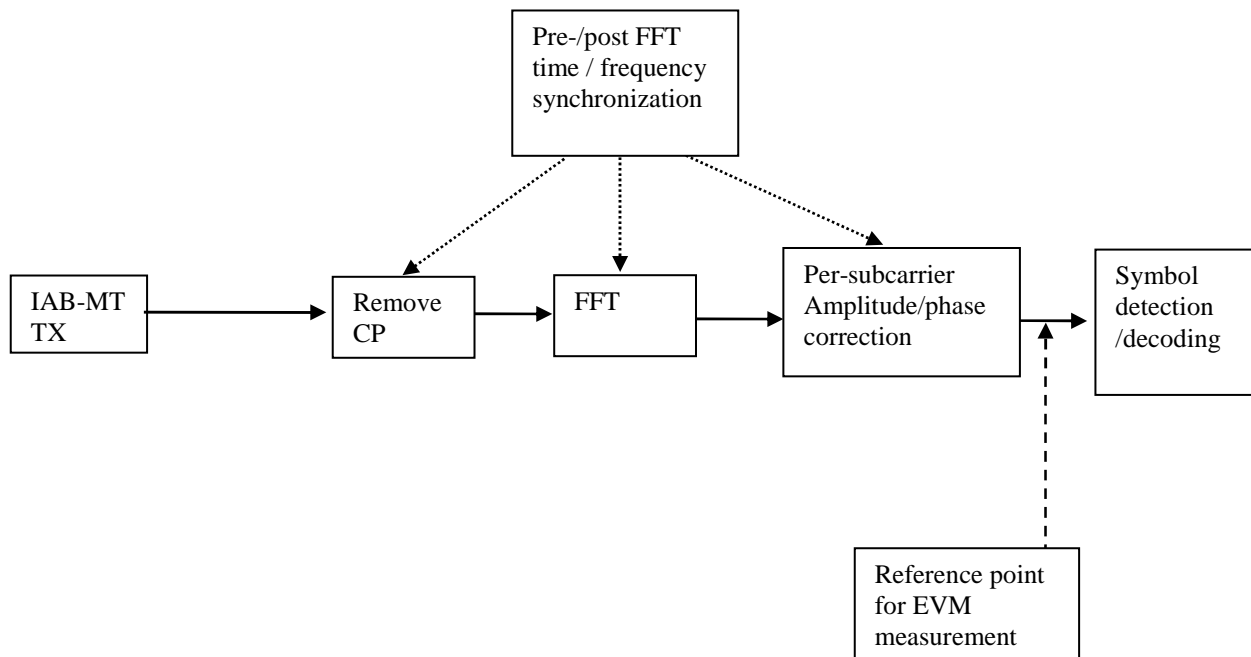 Pre-/post FFT
time / frequency
synchronization
IAB-MT
TX
Remove
CP
FFT
Per-subcarrier
Amplitude/phase
correction
Symbol
detection
/decoding
Reference point
for EVM
measurement